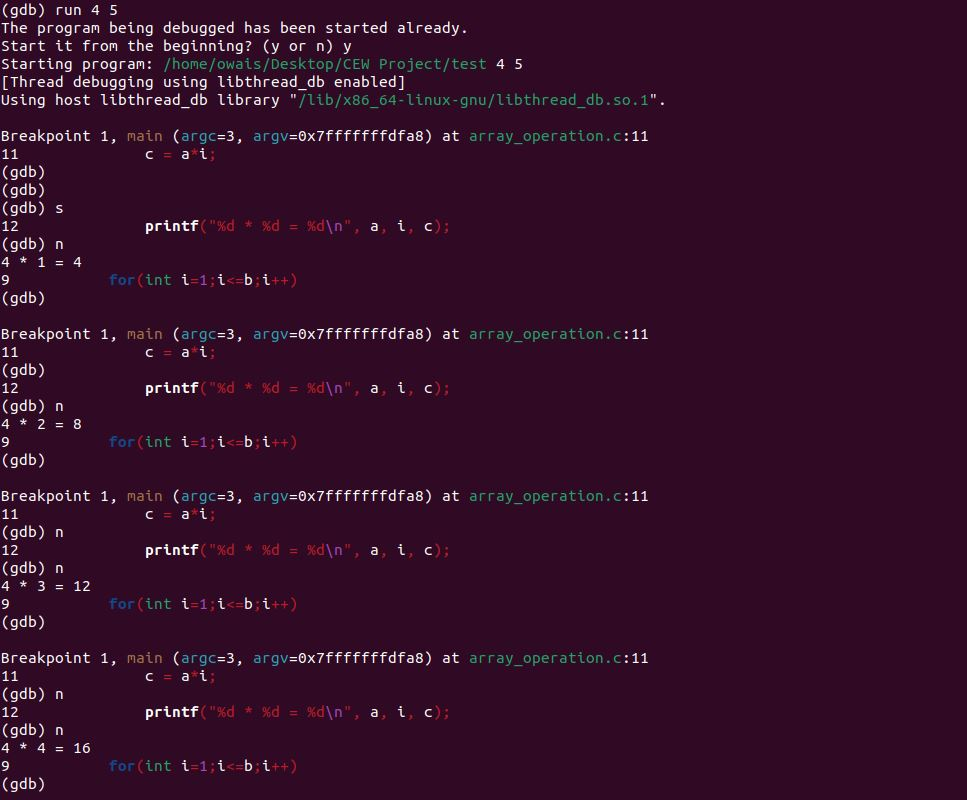 (gdb) run 4 5
The program being debugged has been started already.
Start it from the beginning? (y or n) y
Starting program: /home/owais/Desktop/CEW Project/test 4 5
[Thread debugging using libthread_db enabled]
Using host libthread_db library "/lib/x86_64-linux-gnu/libthread_db.so.1".

Breakpoint 1, main (argc=3, argv=0x7fffffffdfa8) at array_operation.c:11
11              c = a*i;
(gdb)
(gdb)
(gdb) s
12              printf("%d * %d = %d\n", a, i, c);
(gdb) n
4 * 1 = 4
9           for(int i=1;i<=b;i++)
(gdb)

Breakpoint 1, main (argc=3, argv=0x7fffffffdfa8) at array_operation.c:11
11              c = a*i;
(gdb)
12              printf("%d * %d = %d\n", a, i, c);
(gdb) n
4 * 2 = 8
9           for(int i=1;i<=b;i++)
(gdb)

Breakpoint 1, main (argc=3, argv=0x7fffffffdfa8) at array_operation.c:11
11              c = a*i;
(gdb) n
12              printf("%d * %d = %d\n", a, i, c);
(gdb) n
4 * 3 = 12
9           for(int i=1;i<=b;i++)
(gdb)

Breakpoint 1, main (argc=3, argv=0x7fffffffdfa8) at array_operation.c:11
11              c = a*i;
(gdb) n
12              printf("%d * %d = %d\n", a, i, c);
(gdb) n
4 * 4 = 16
9           for(int i=1;i<=b;i++)
(gdb)